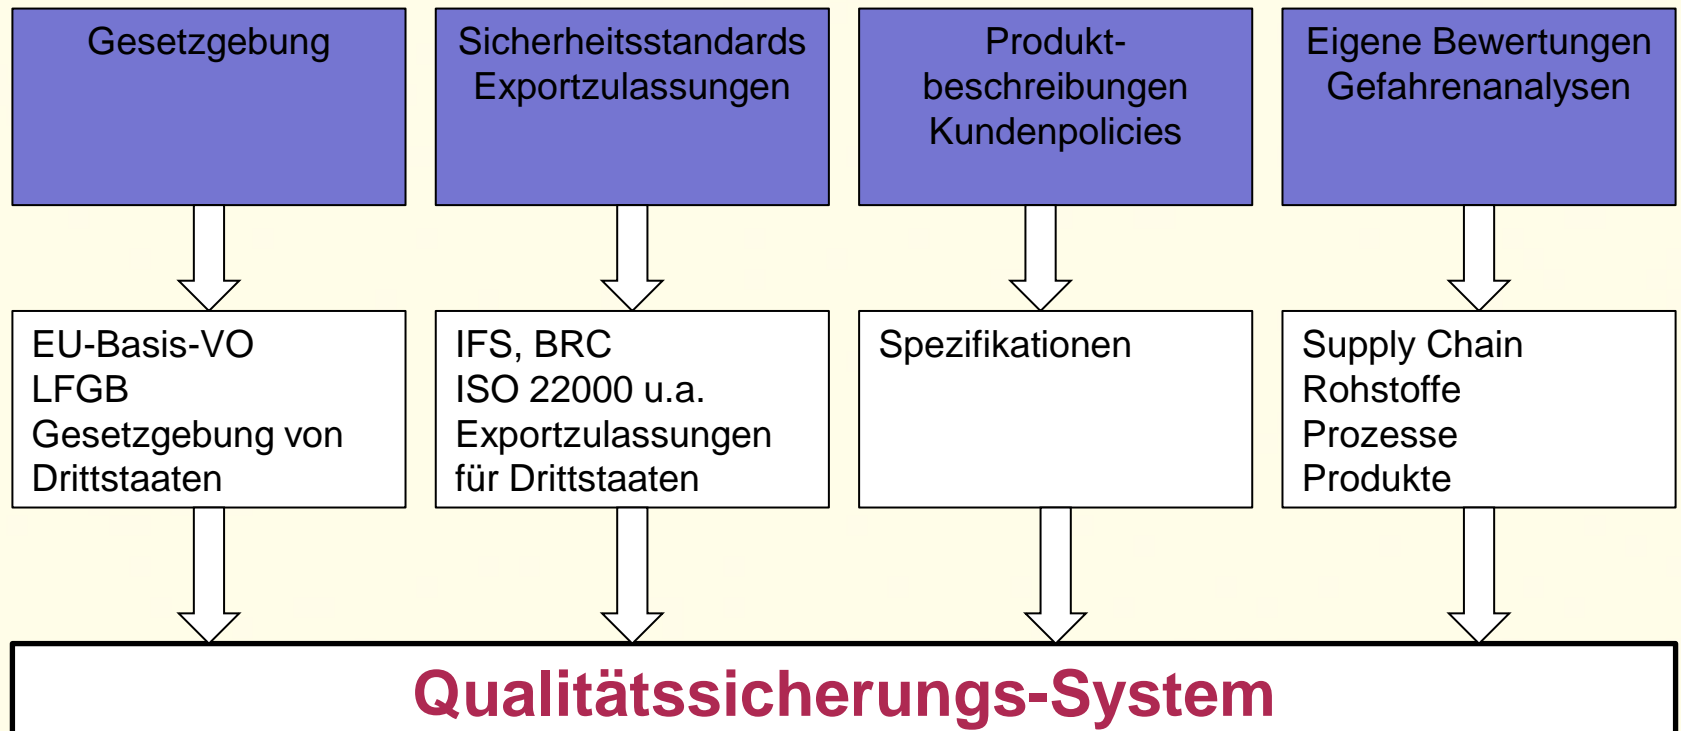 Gesetzgebung
Sicherheitsstandards
Exportzulassungen
Produkt-
beschreibungen
Kundenpolicies
Eigene Bewertungen
Gefahrenanalysen
EU-Basis-VO
LFGB
Gesetzgebung von
Drittstaaten
IFS, BRC
ISO 22000 u.a.
Exportzulassungen
für Drittstaaten
Spezifikationen
Supply Chain
Rohstoffe
Prozesse
Produkte
Qualitätssicherungs-System